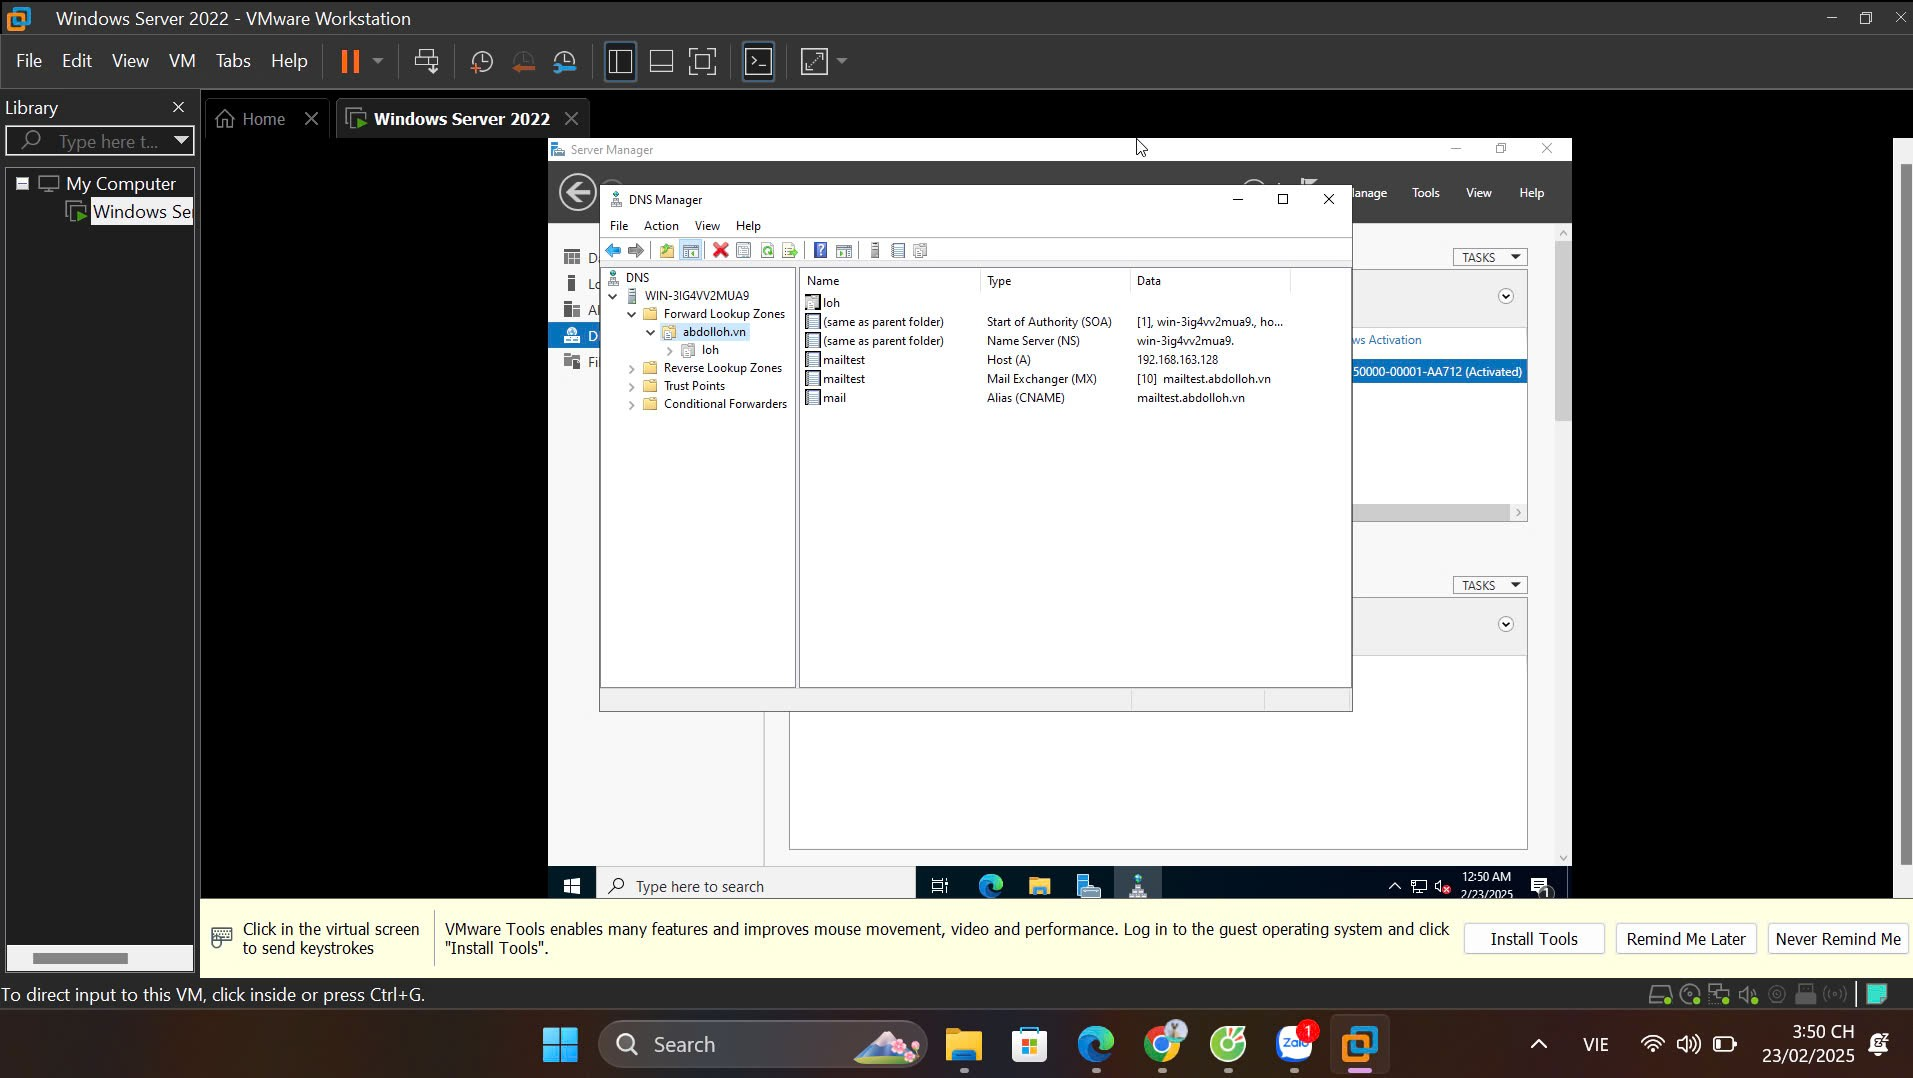 Windows Server 2022 - VMware Workstation
File Edit View VM Tabs Help
Library
Home
Windows Server 2022
Type here t...
My Computer
Windows Ser
Server Manager
Manage Tools View Help
DNS Manager
File Action View Help
DNS
WIN-3IG4VV2MUA9
Forward Lookup Zones
abdolloh.vn
loh
Reverse Lookup Zones
Trust Points
Conditional Forwarders
Name Type Data
loh
(same as parent folder) Start of Authority (SOA) [1], win-3ig4vv2mua9., ho...
(same as parent folder) Name Server (NS) win-3ig4vv2mua9.
mailtest Host (A) 192.168.163.128
mailtest Mail Exchanger (MX) [10] mailtest.abdolloh.vn
mail Alias (CNAME) mailtest.abdolloh.vn
D
Lo
Al
D
Fi
TASKS
ws Activation
50000-00001-AA712 (Activated)
TASKS
Type here to search
12:50 AM
2/23/2025
1
Click in the virtual screen
to send keystrokes
VMware Tools enables many features and improves mouse movement, video and performance. Log in to the guest operating system and click
"Install Tools".
Install Tools
Remind Me Later
Never Remind Me
To direct input to this VM, click inside or press Ctrl+G.
Search
Zalo
1
VIE
3:50 CH
23/02/2025